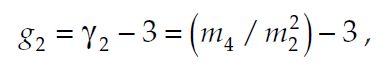 g₂ = γ₂ − 3 = (m₄ / m₂²) − 3 ,